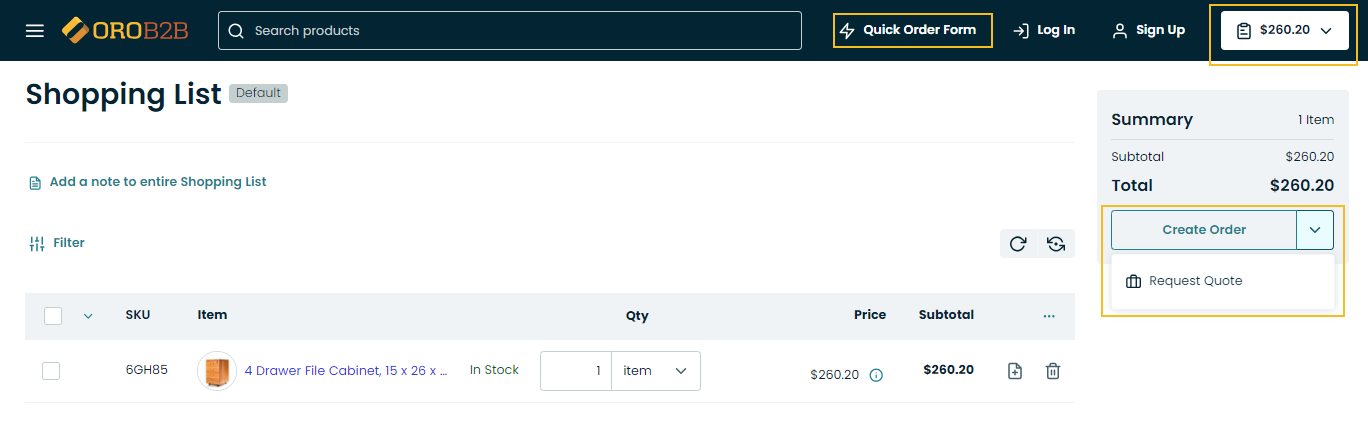 OROB2B
Search products
Quick Order Form
Log In
Sign Up
$260.20
Shopping List Default
Summary 1 Item
Subtotal $260.20
Total $260.20
Create Order
Request Quote
Add a note to entire Shopping List
Filter
SKU Item Qty Price Subtotal ...
6GH85 4 Drawer File Cabinet, 15 x 26 x ... In Stock 1 item $260.20 $260.20